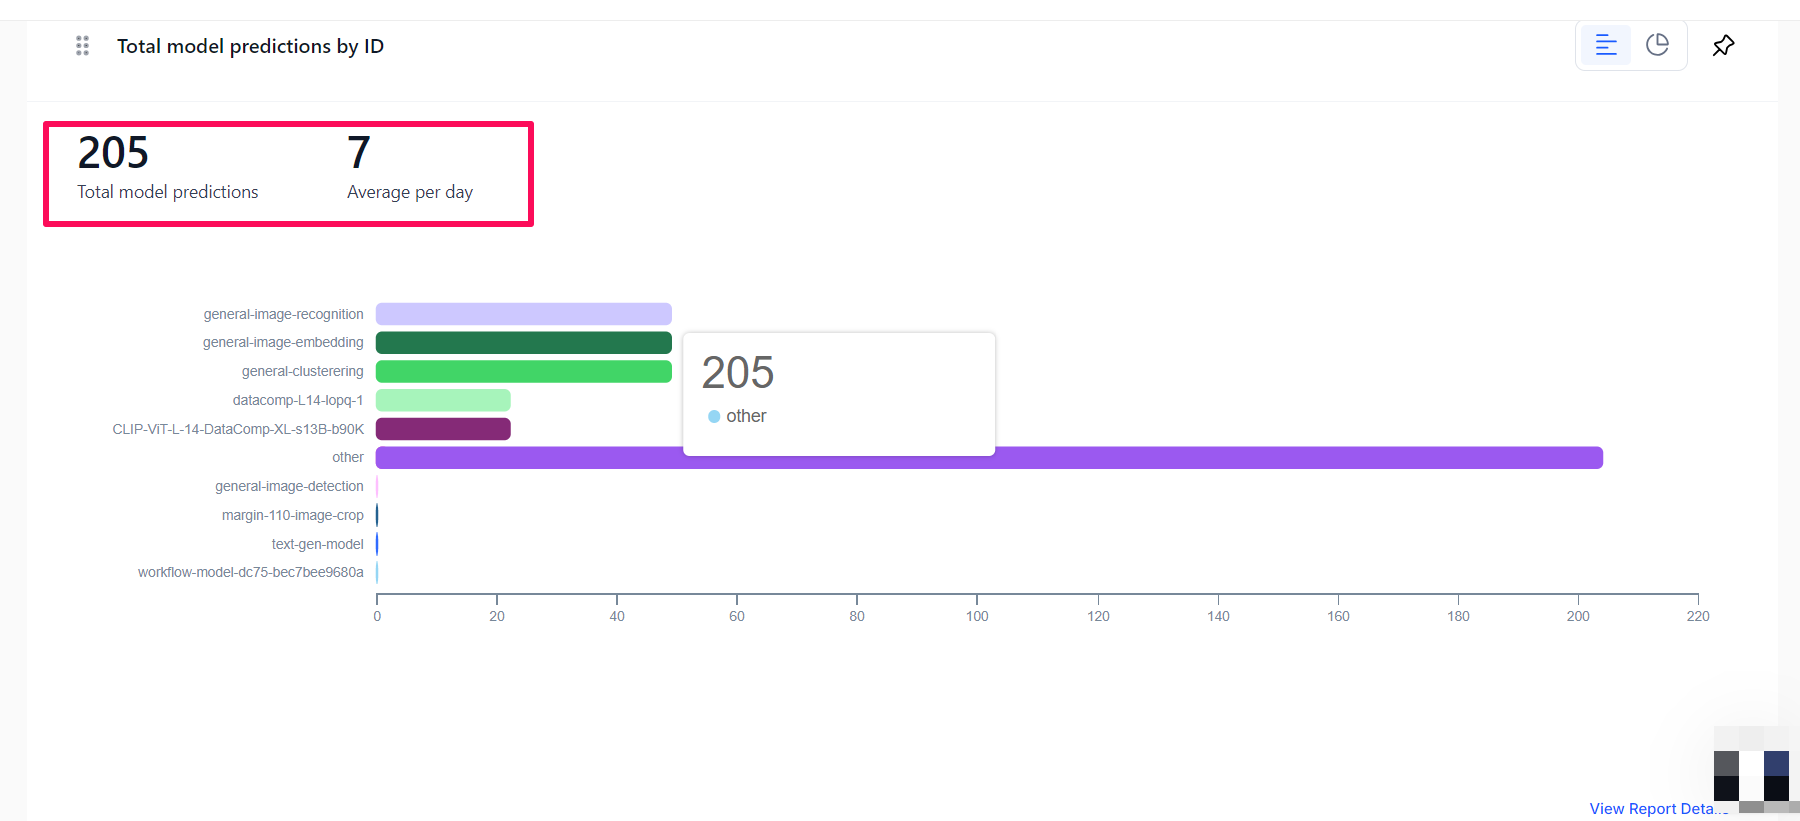 Total model predictions by ID
205
Total model predictions
7
Average per day
general-image-recognition
general-image-embedding
general-clusterering
datacomp-L14-lopq-1
CLIP-ViT-L-14-DataComp-XL-s13B-b90K
other
general-image-detection
margin-110-image-crop
text-gen-model
workflow-model-dc75-bec7bee9680a
205
other
0 20 40 60 80 100 120 140 160 180 200 220
View Report